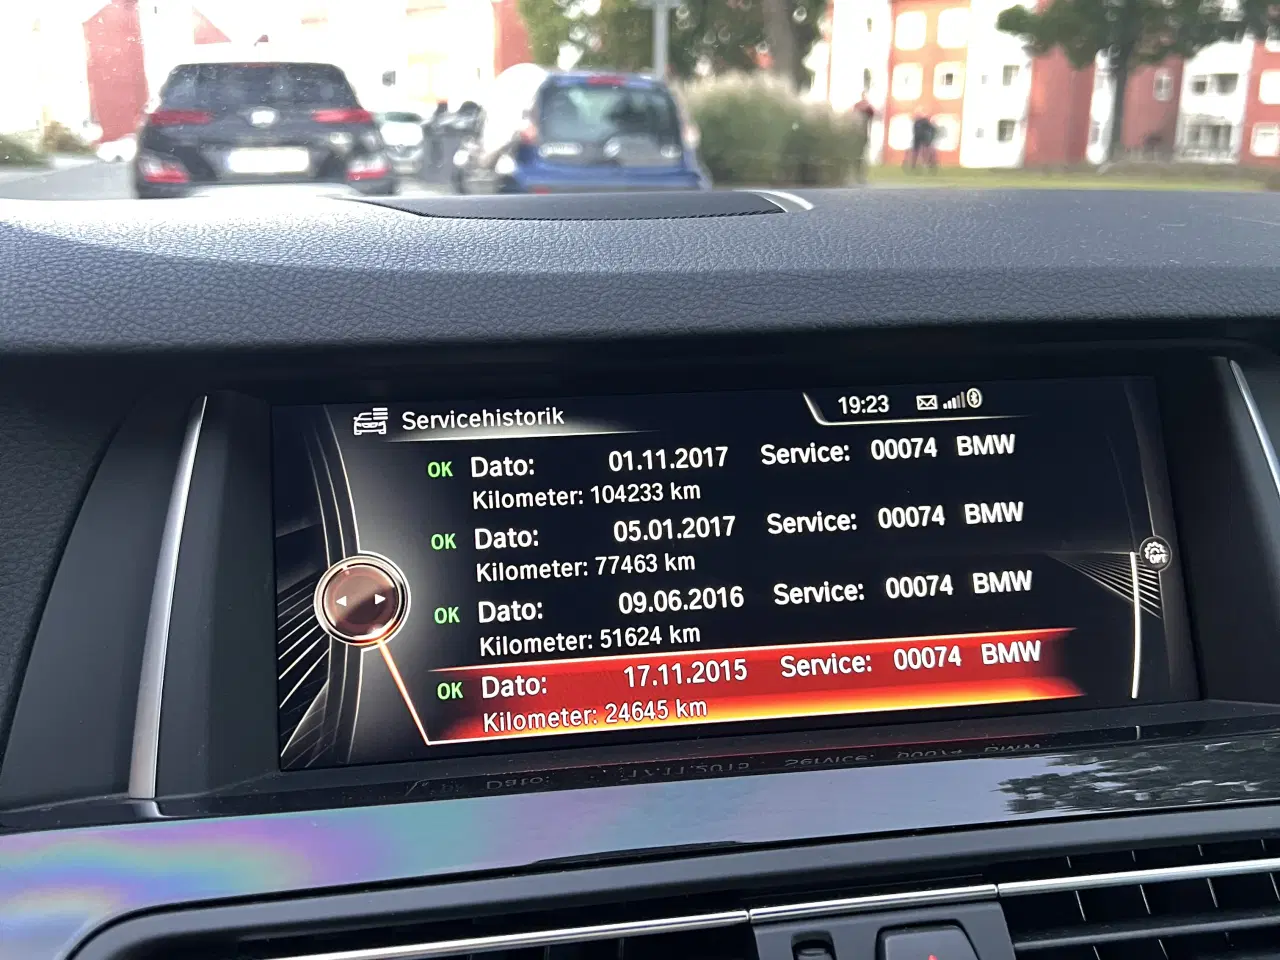 Servicehistorik 19:23
OK Dato: 01.11.2017 Service: 00074 BMW
Kilometer: 104233 km
OK Dato: 05.01.2017 Service: 00074 BMW
Kilometer: 77463 km
OK Dato: 09.06.2016 Service: 00074 BMW
Kilometer: 51624 km
OK Dato: 17.11.2015 Service: 00074 BMW
Kilometer: 24645 km
OPT